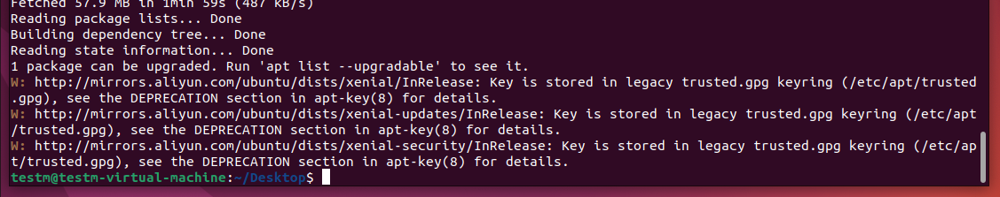 Fetched 57.9 MB in 1min 59s (487 kB/s)
Reading package lists... Done
Building dependency tree... Done
Reading state information... Done
1 package can be upgraded. Run 'apt list --upgradable' to see it.
W: http://mirrors.aliyun.com/ubuntu/dists/xenial/InRelease: Key is stored in legacy trusted.gpg keyring (/etc/apt/trusted
.gpg), see the DEPRECATION section in apt-key(8) for details.
W: http://mirrors.aliyun.com/ubuntu/dists/xenial-updates/InRelease: Key is stored in legacy trusted.gpg keyring (/etc/apt
/trusted.gpg), see the DEPRECATION section in apt-key(8) for details.
W: http://mirrors.aliyun.com/ubuntu/dists/xenial-security/InRelease: Key is stored in legacy trusted.gpg keyring (/etc/ap
t/trusted.gpg), see the DEPRECATION section in apt-key(8) for details.
testm@testm-virtual-machine:~/Desktop$